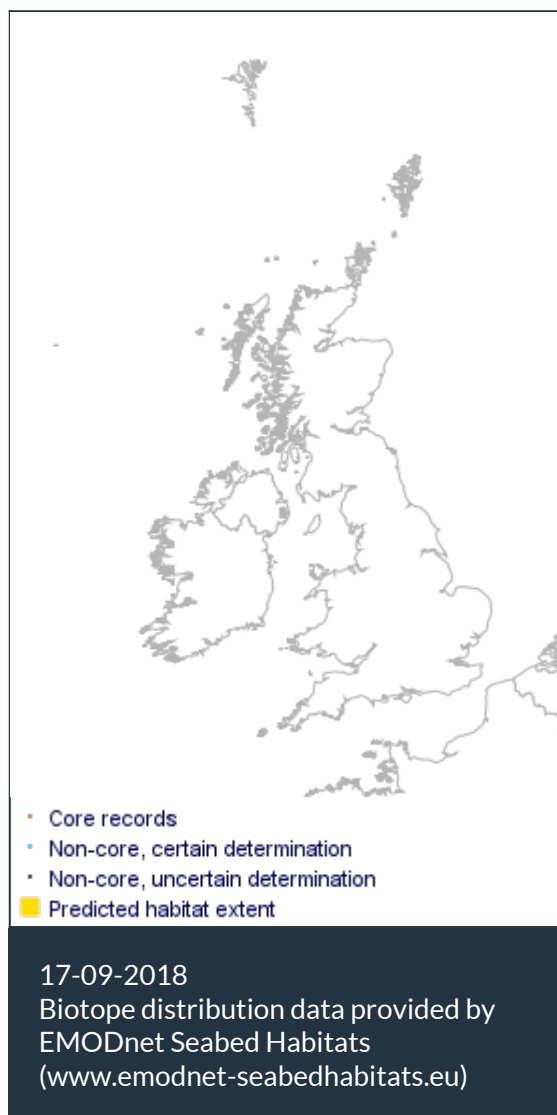 Core records
Non-core, certain determination
Non-core, uncertain determination
Predicted habitat extent
17-09-2018
Biotope distribution data provided by
EMODnet Seabed Habitats
(www.emodnet-seabedhabitats.eu)